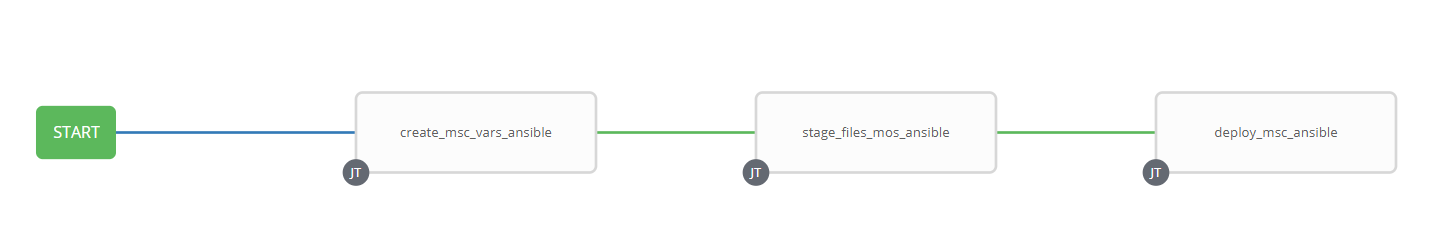 START
create_msc_vars_ansible
stage_files_mos_ansible
deploy_msc_ansible
JT
JT
JT